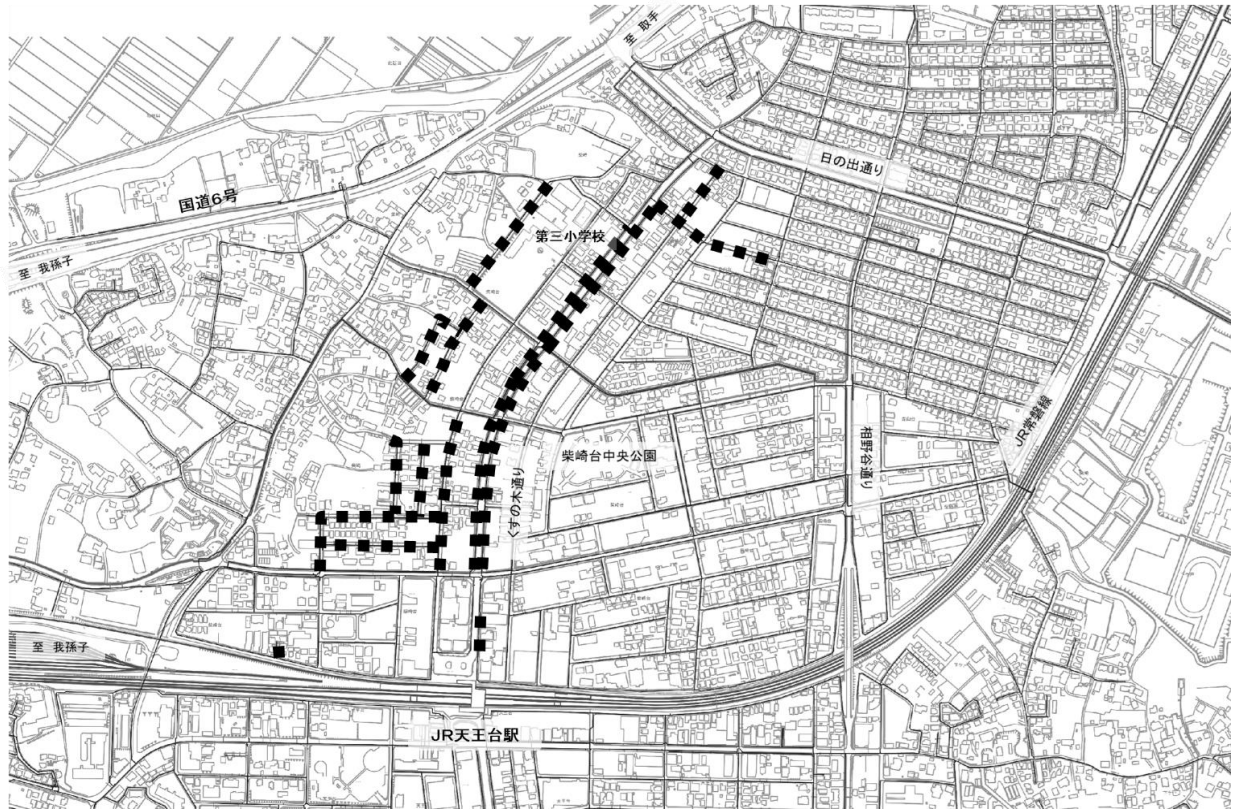 至 取手
日の出通り
国道6号
第三小学校
至 我孫子
JR常磐線
柴崎台中央公園
相野谷通り
くすの木通り
至 我孫子
JR天王台駅